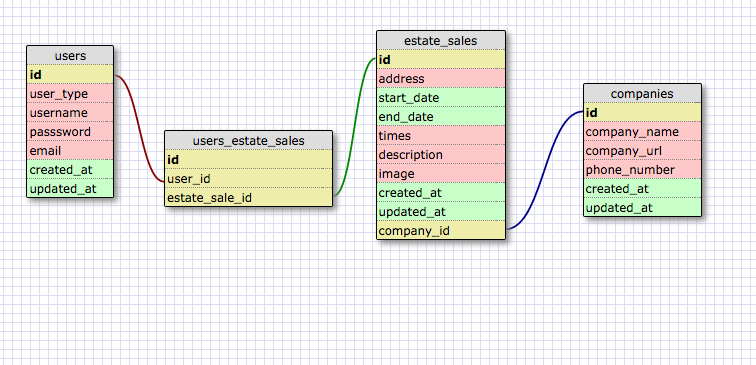 users
id
user_type
username
passsword
email
created_at
updated_at
users_estate_sales
id
user_id
estate_sale_id
estate_sales
id
address
start_date
end_date
times
description
image
created_at
updated_at
company_id
companies
id
company_name
company_url
phone_number
created_at
updated_at